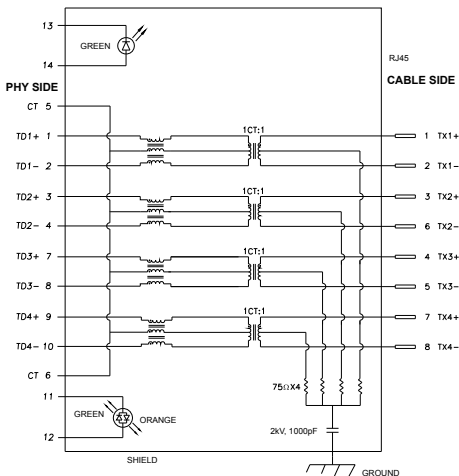 13
GREEN
14
RJ45
PHY SIDE
CABLE SIDE
CT 5
1CT:1
TD1+ 1
1 TX1+
TD1- 2
2 TX1-
1CT:1
TD2+ 3
3 TX2+
TD2- 4
6 TX2-
1CT:1
TD3+ 7
4 TX3+
TD3- 8
5 TX3-
1CT:1
TD4+ 9
7 TX4+
TD4- 10
8 TX4-
CT 6
75ΩX4
11
GREEN
ORANGE
2kV, 1000pF
12
SHIELD
GROUND